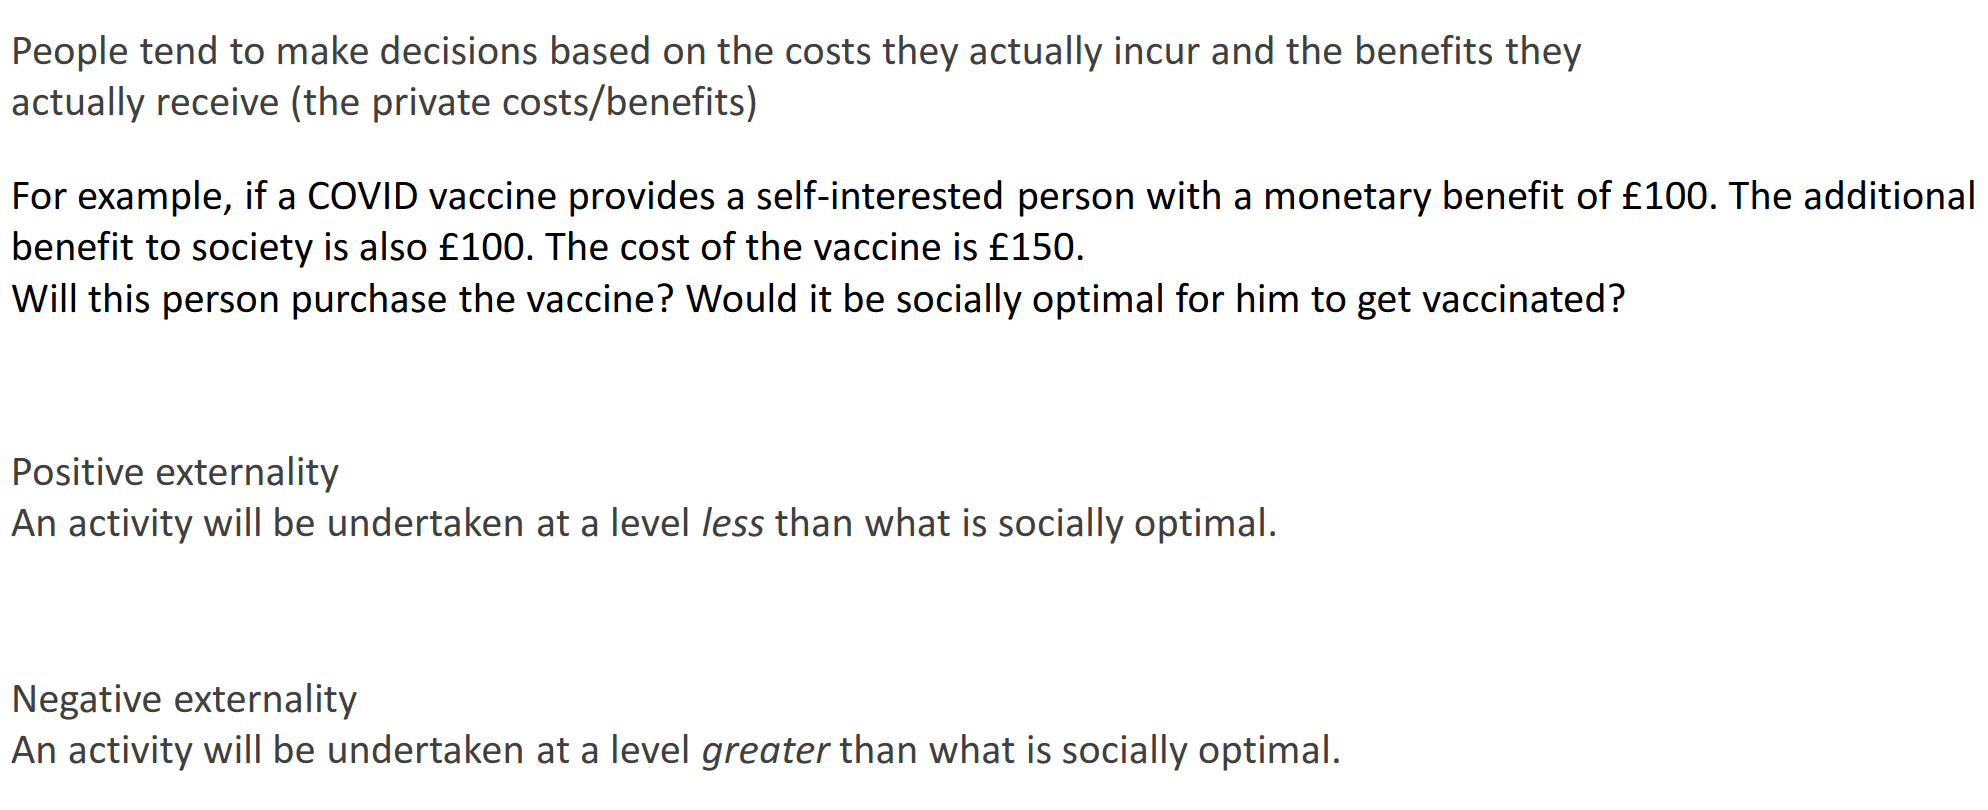 People tend to make decisions based on the costs they actually incur and the benefits they
actually receive (the private costs/benefits)
For example, if a COVID vaccine provides a self-interested person with a monetary benefit of £100. The additional
benefit to society is also £100. The cost of the vaccine is £150.
Will this person purchase the vaccine? Would it be socially optimal for him to get vaccinated?
Positive externality
An activity will be undertaken at a level less than what is socially optimal.
Negative externality
An activity will be undertaken at a level greater than what is socially optimal.